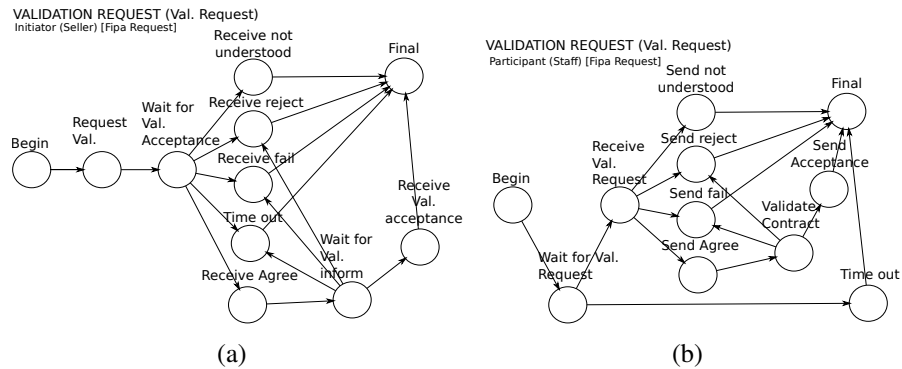 VALIDATION REQUEST (Val. Request)
Initiator (Seller) [Fipa Request]
Receive not
understood
Final
Receive reject
Wait for
Val.
Acceptance
Request
Val.
Begin
Receive fail
Receive
Val.
acceptance
Time out
Wait for
Val.
inform
Receive Agree
(a)
VALIDATION REQUEST (Val. Request)
Participant (Staff) [Fipa Request]
Send not
understood
Final
Send reject
Receive
Val.
Request
Send
Acceptance
Begin
Send fail
Validate
Contract
Send Agree
Wait for Val.
Request
Time out
(b)